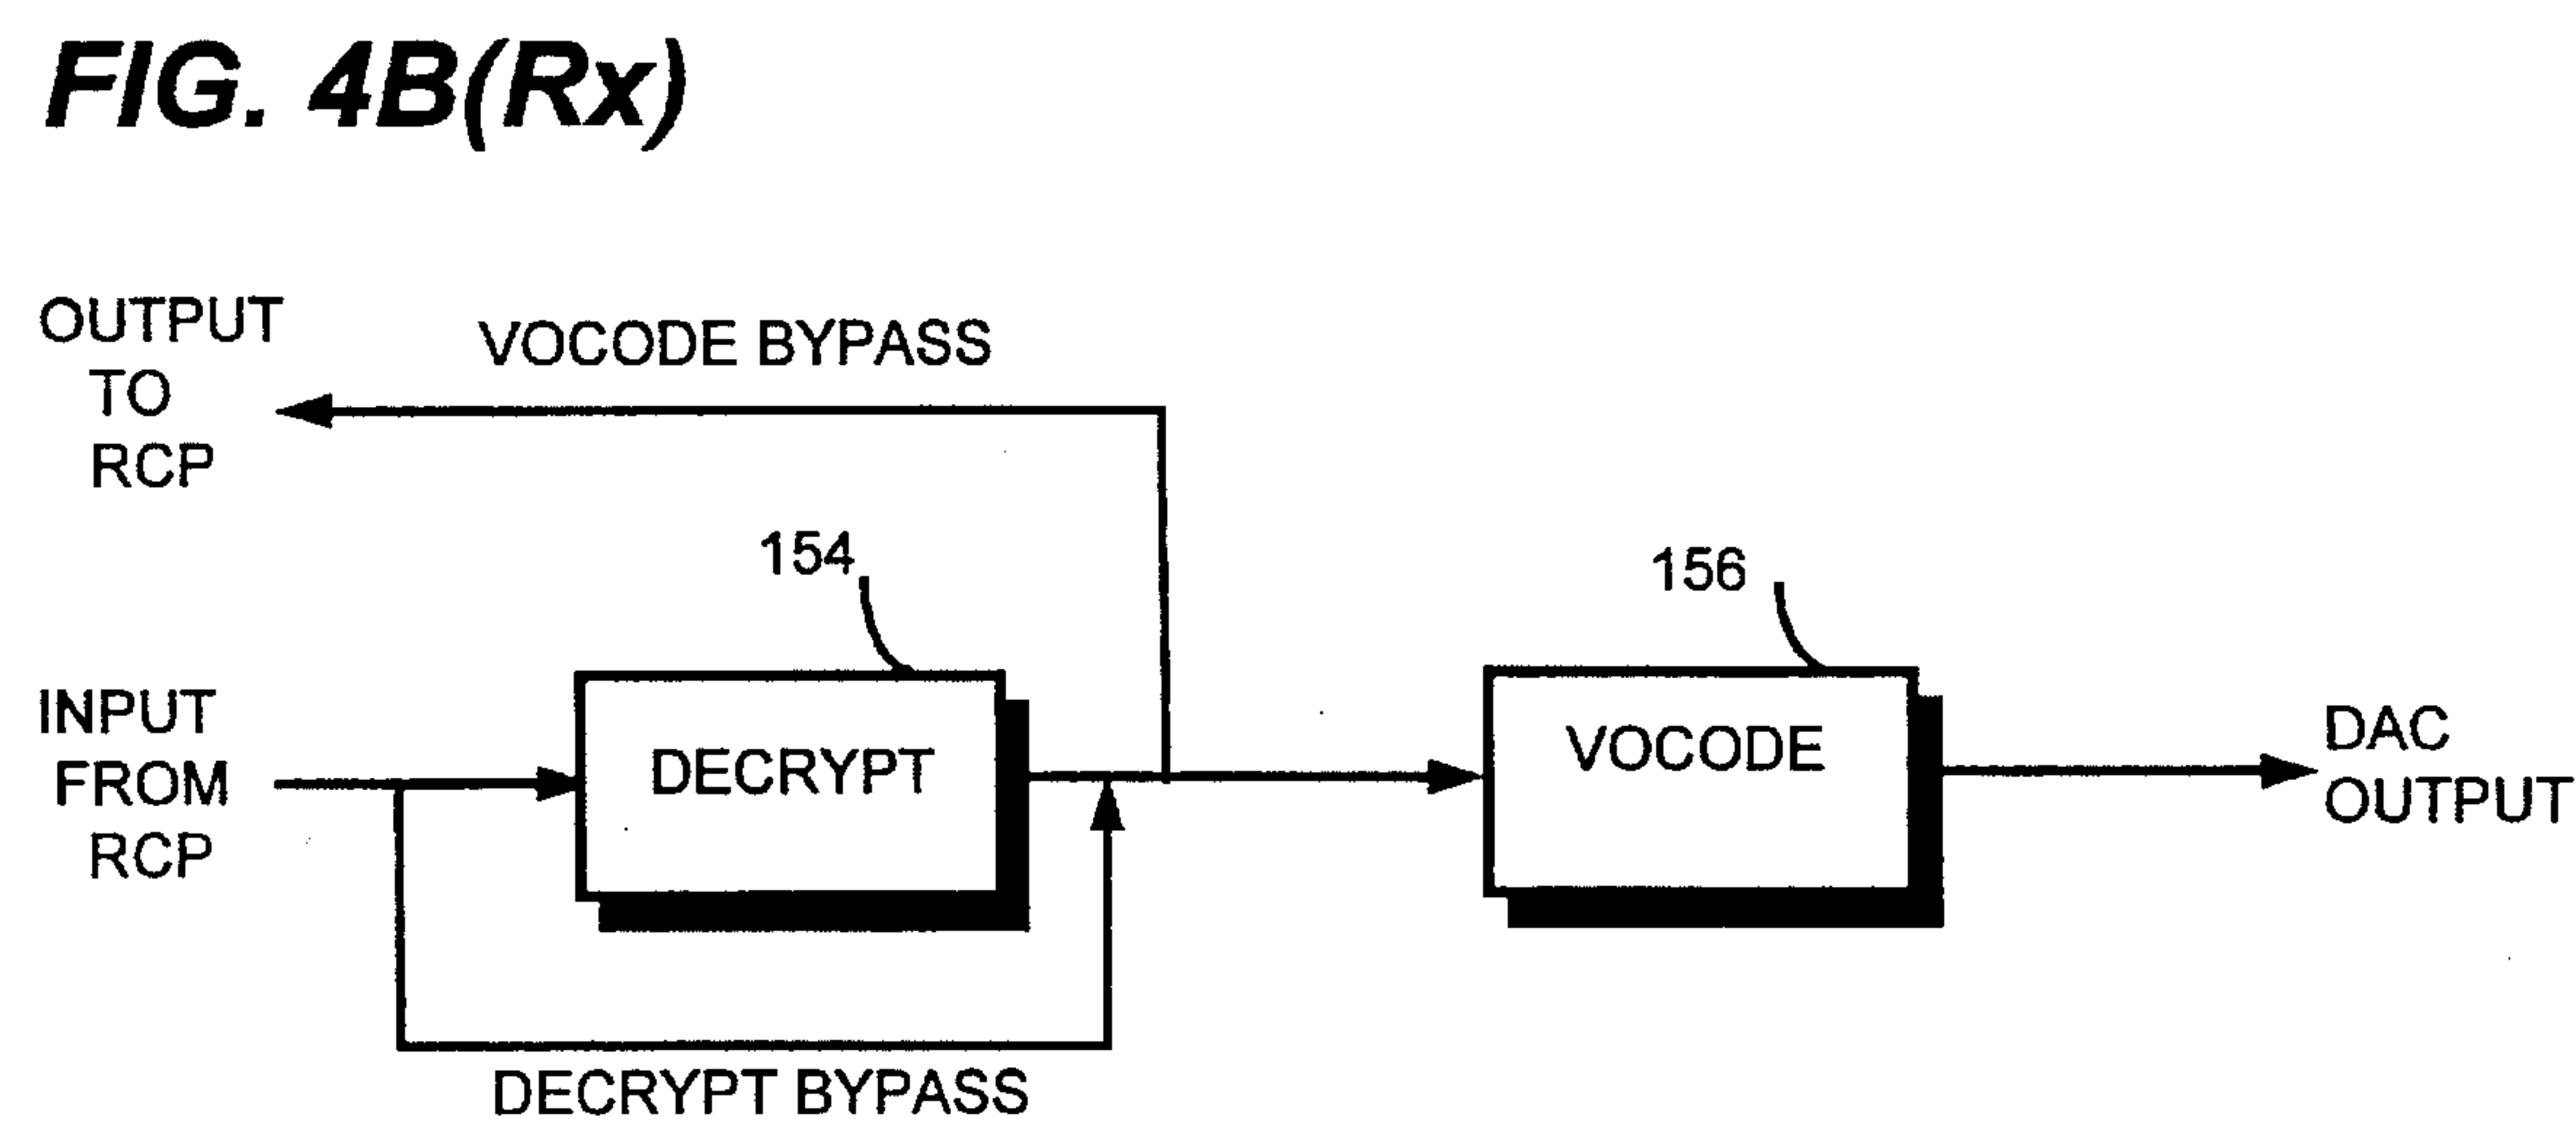 FIG. 4B(Rx)
OUTPUT
TO
RCP
VOCODE BYPASS
154
156
INPUT
FROM
RCP
DECRYPT
VOCODE
DAC
OUTPUT
DECRYPT BYPASS